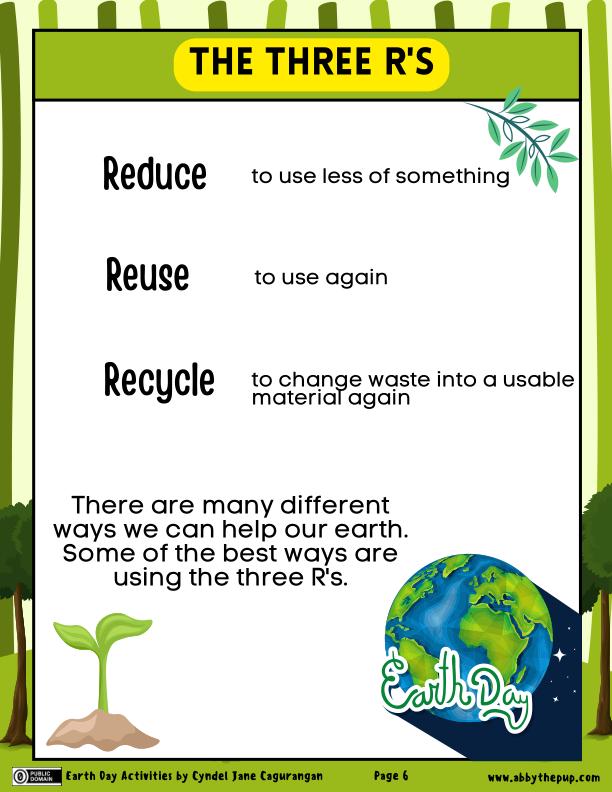 THE THREE R'S
Reduce to use less of something
Reuse to use again
Recycle to change waste into a usable
material again
There are many different
ways we can help our earth.
Some of the best ways are
using the three R's.
Earth Day
PUBLIC
DOMAIN
Earth Day Activities by Cyndel Jane Cagurangan Page 6 www.abbythepup.com